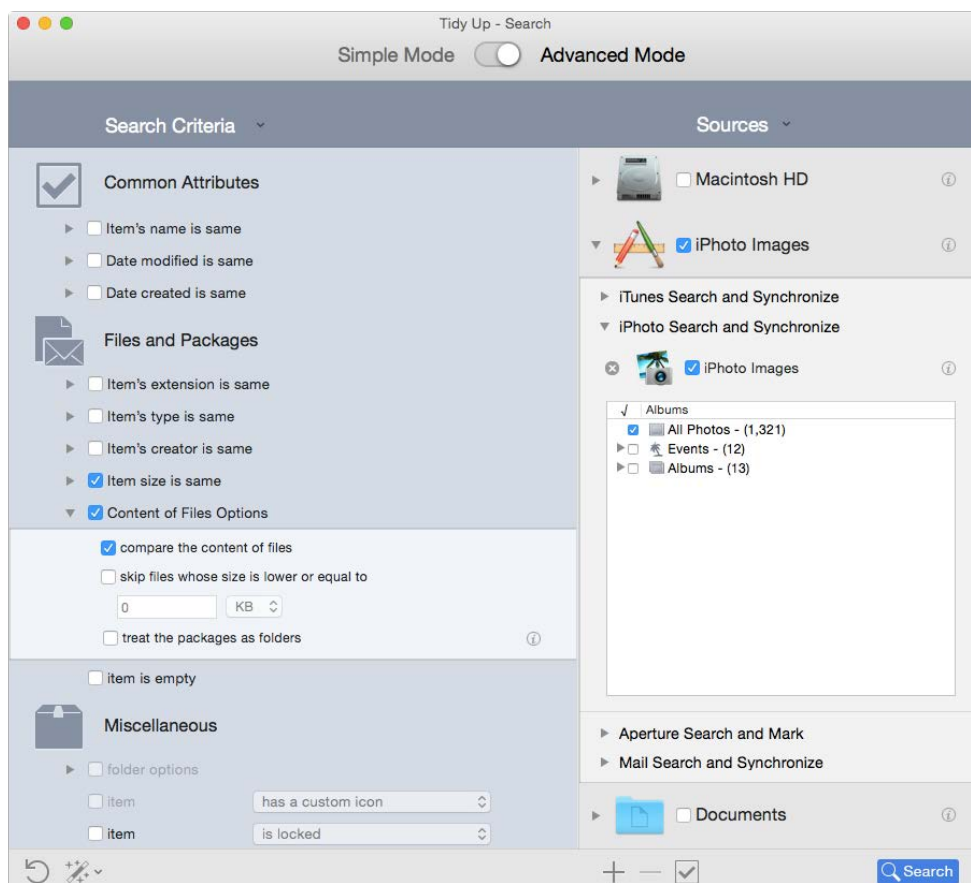 Tidy Up - Search
Simple Mode Advanced Mode
Search Criteria
Common Attributes
Item's name is same
Date modified is same
Date created is same
Files and Packages
Item's extension is same
Item's type is same
Item's creator is same
Item size is same
Content of Files Options
compare the content of files
skip files whose size is lower or equal to
0 KB
treat the packages as folders
item is empty
Miscellaneous
folder options
item has a custom icon
item is locked
Sources
Macintosh HD
iPhoto Images
iTunes Search and Synchronize
iPhoto Search and Synchronize
iPhoto Images
√ Albums
All Photos - (1,321)
Events - (12)
Albums - (13)
Aperture Search and Mark
Mail Search and Synchronize
Documents
Search